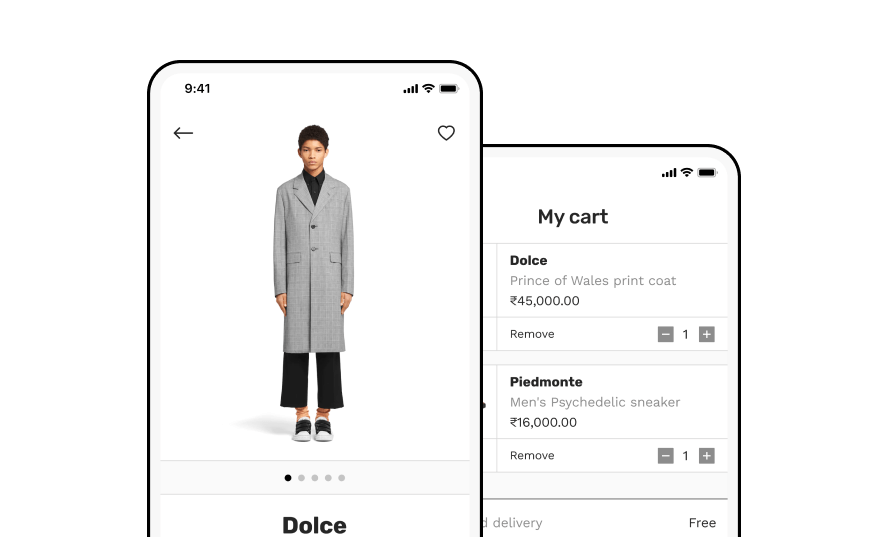 9:41
Dolce
My cart
Dolce
Prince of Wales print coat
₹45,000.00
Remove
1
Piedmonte
Men's Psychedelic sneaker
₹16,000.00
Remove
1
delivery
Free